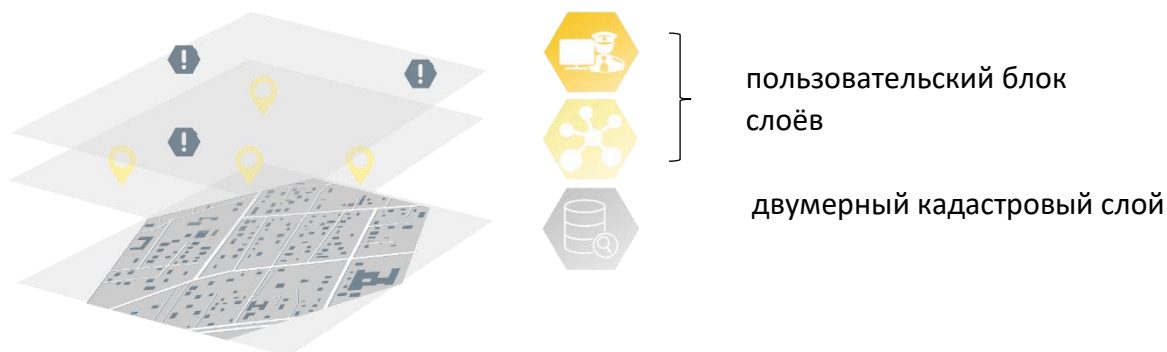 пользовательский блок
слоёв
двумерный кадастровый слой